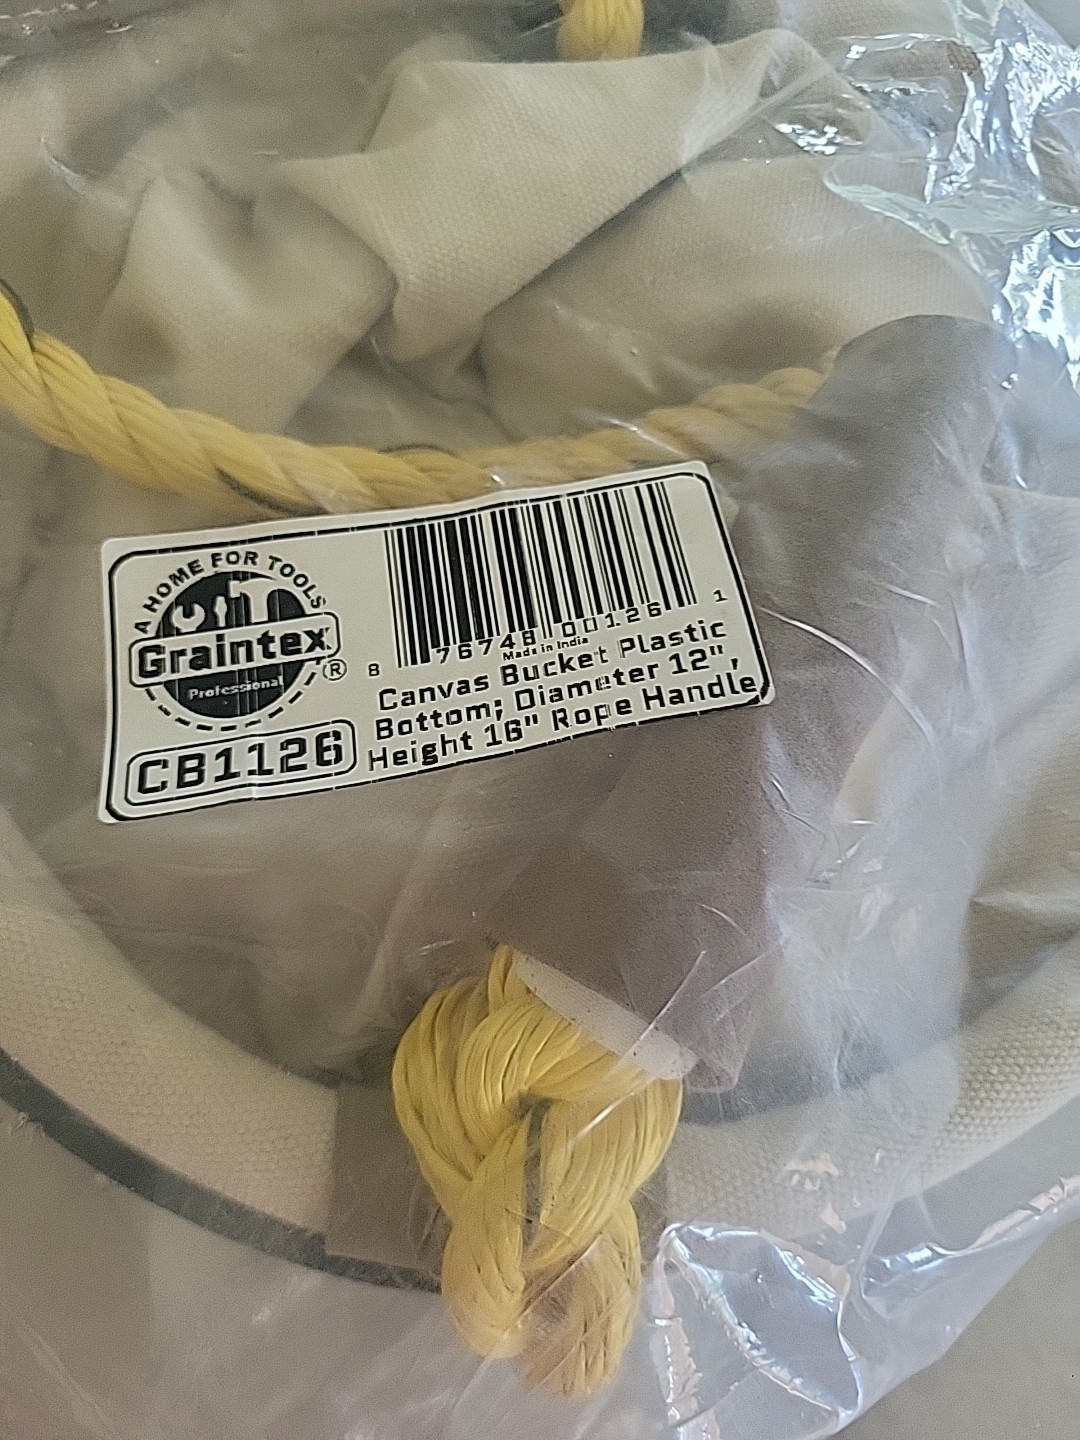 A HOME FOR TOOLS
Graintex®
Professional
CB1126
8 76748 00126 1
Made in India
Canvas Bucket Plastic
Bottom; Diameter 12",
Height 16" Rope Handle